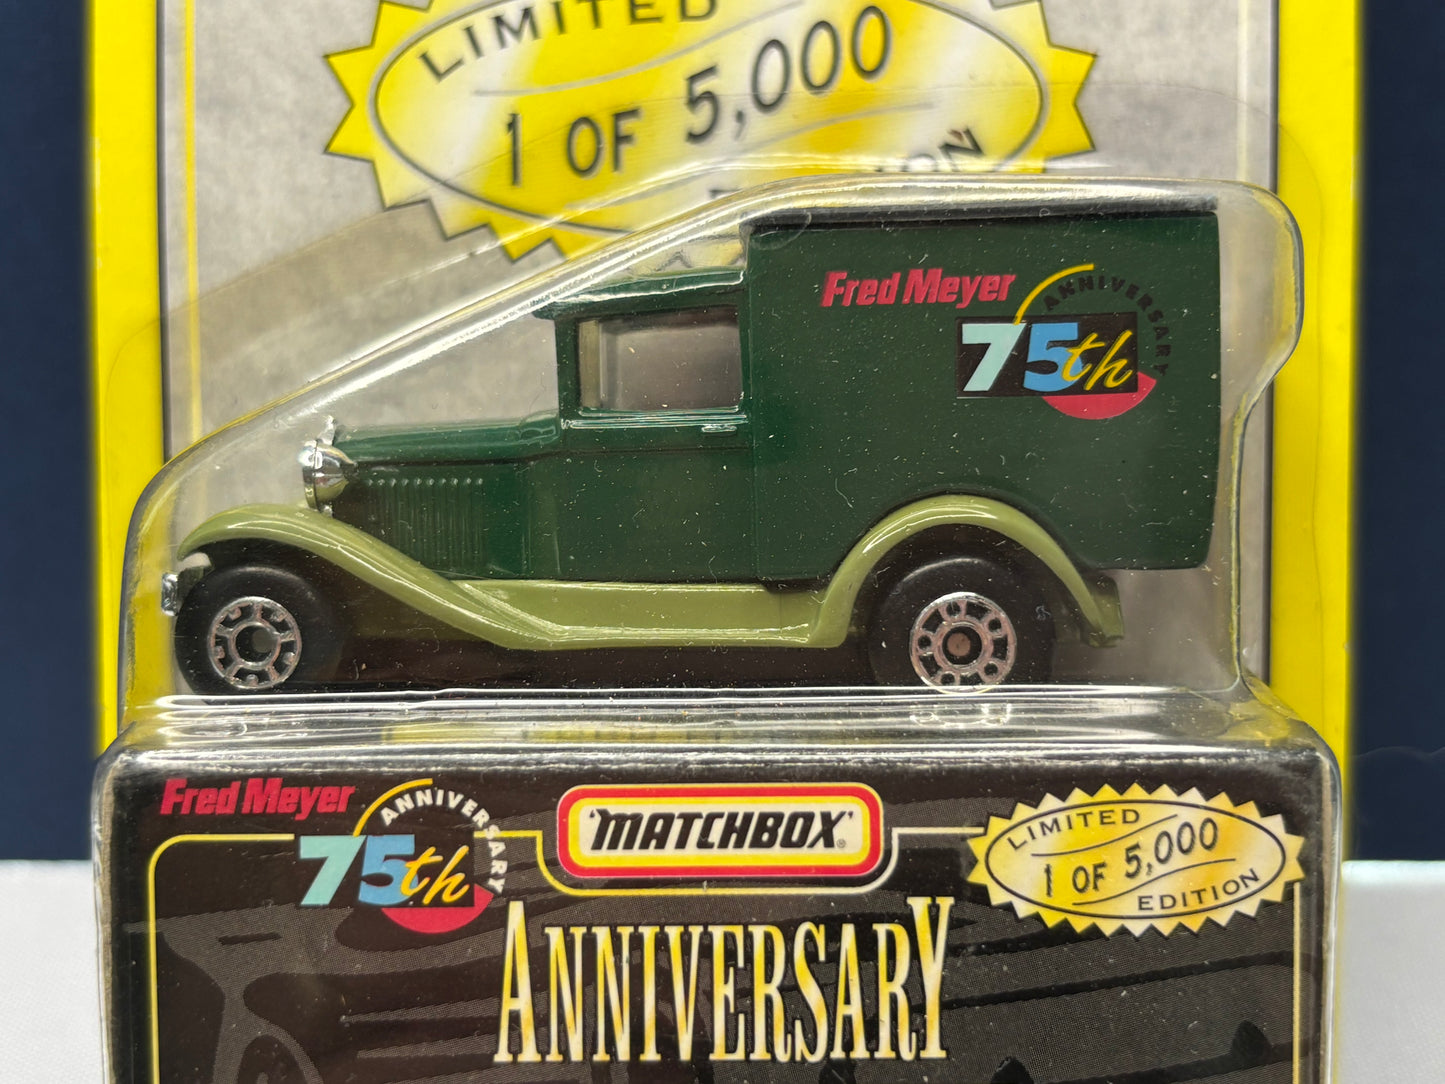 LIMITED
1 OF 5,000
Fred Meyer
ANNIVERSARY
75th
Fred Meyer
ANNIVERSARY
75th
'MATCHBOX'®
LIMITED
1 OF 5,000
EDITION
ANNIVERSARY